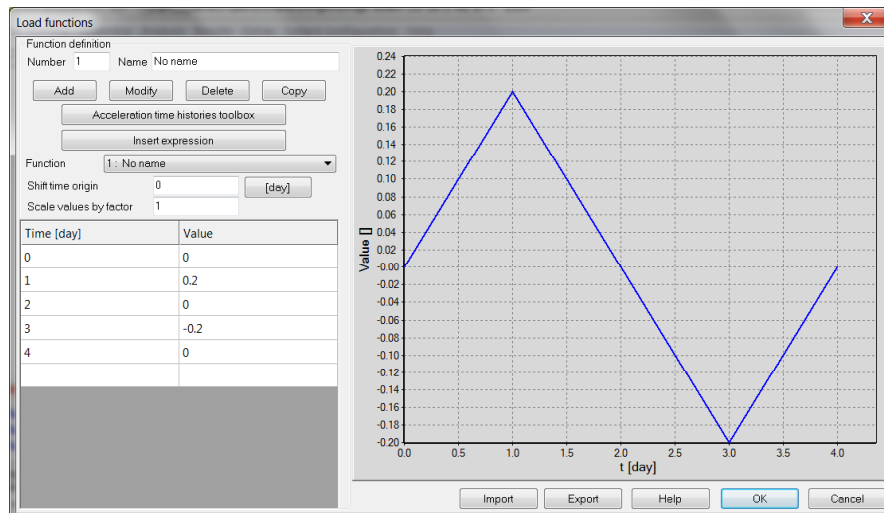 Load functions
Function definition
Number 1 Name No name
Add Modify Delete Copy
Acceleration time histories toolbox
Insert expression
Function 1 : No name
Shift time origin 0 [day]
Scale values by factor 1
Time [day] Value
0 0
1 0.2
2 0
3 -0.2
4 0
0.24
0.22
0.20
0.18
0.16
0.14
0.12
0.10
0.08
0.06
0.04
0.02
-0.00
-0.02
-0.04
-0.06
-0.08
-0.10
-0.12
-0.14
-0.16
-0.18
-0.20
Value []
0.0 0.5 1.0 1.5 2.0 2.5 3.0 3.5 4.0
t [day]
Import Export Help OK Cancel